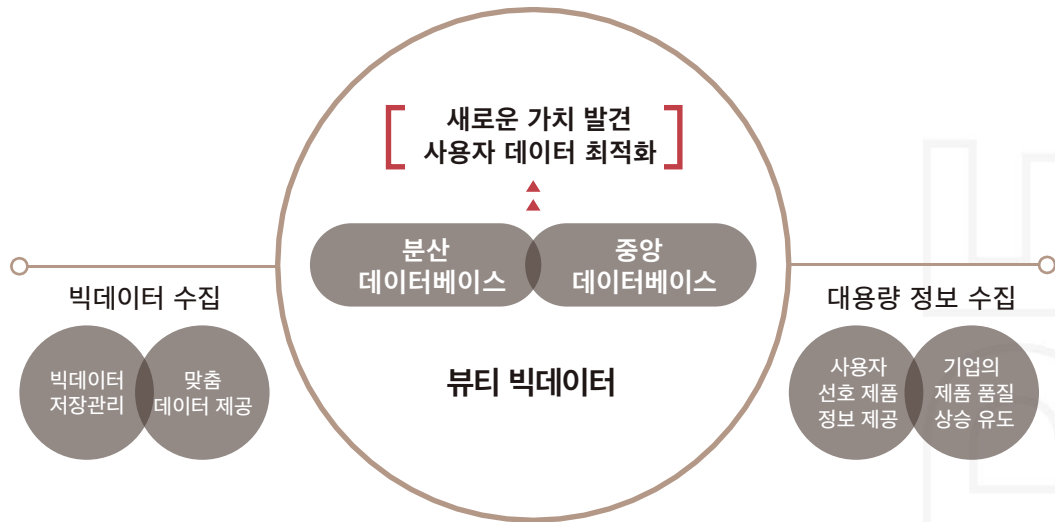 새로운 가치 발견
사용자 데이터 최적화
분산
데이터베이스
중앙
데이터베이스
뷰티 빅데이터
빅데이터 수집
빅데이터
저장관리
맞춤
데이터 제공
대용량 정보 수집
사용자
선호 제품
정보 제공
기업의
제품 품질
상승 유도